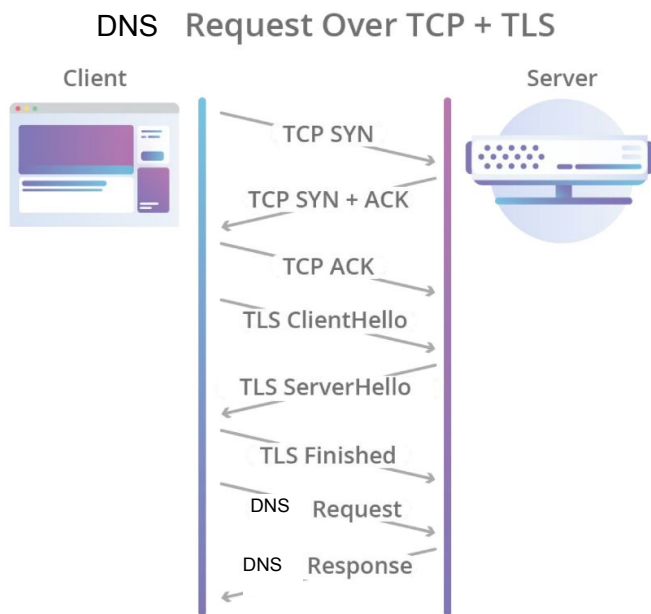 DNS Request Over TCP + TLS
Client
Server
TCP SYN
TCP SYN + ACK
TCP ACK
TLS ClientHello
TLS ServerHello
TLS Finished
DNS Request
DNS Response